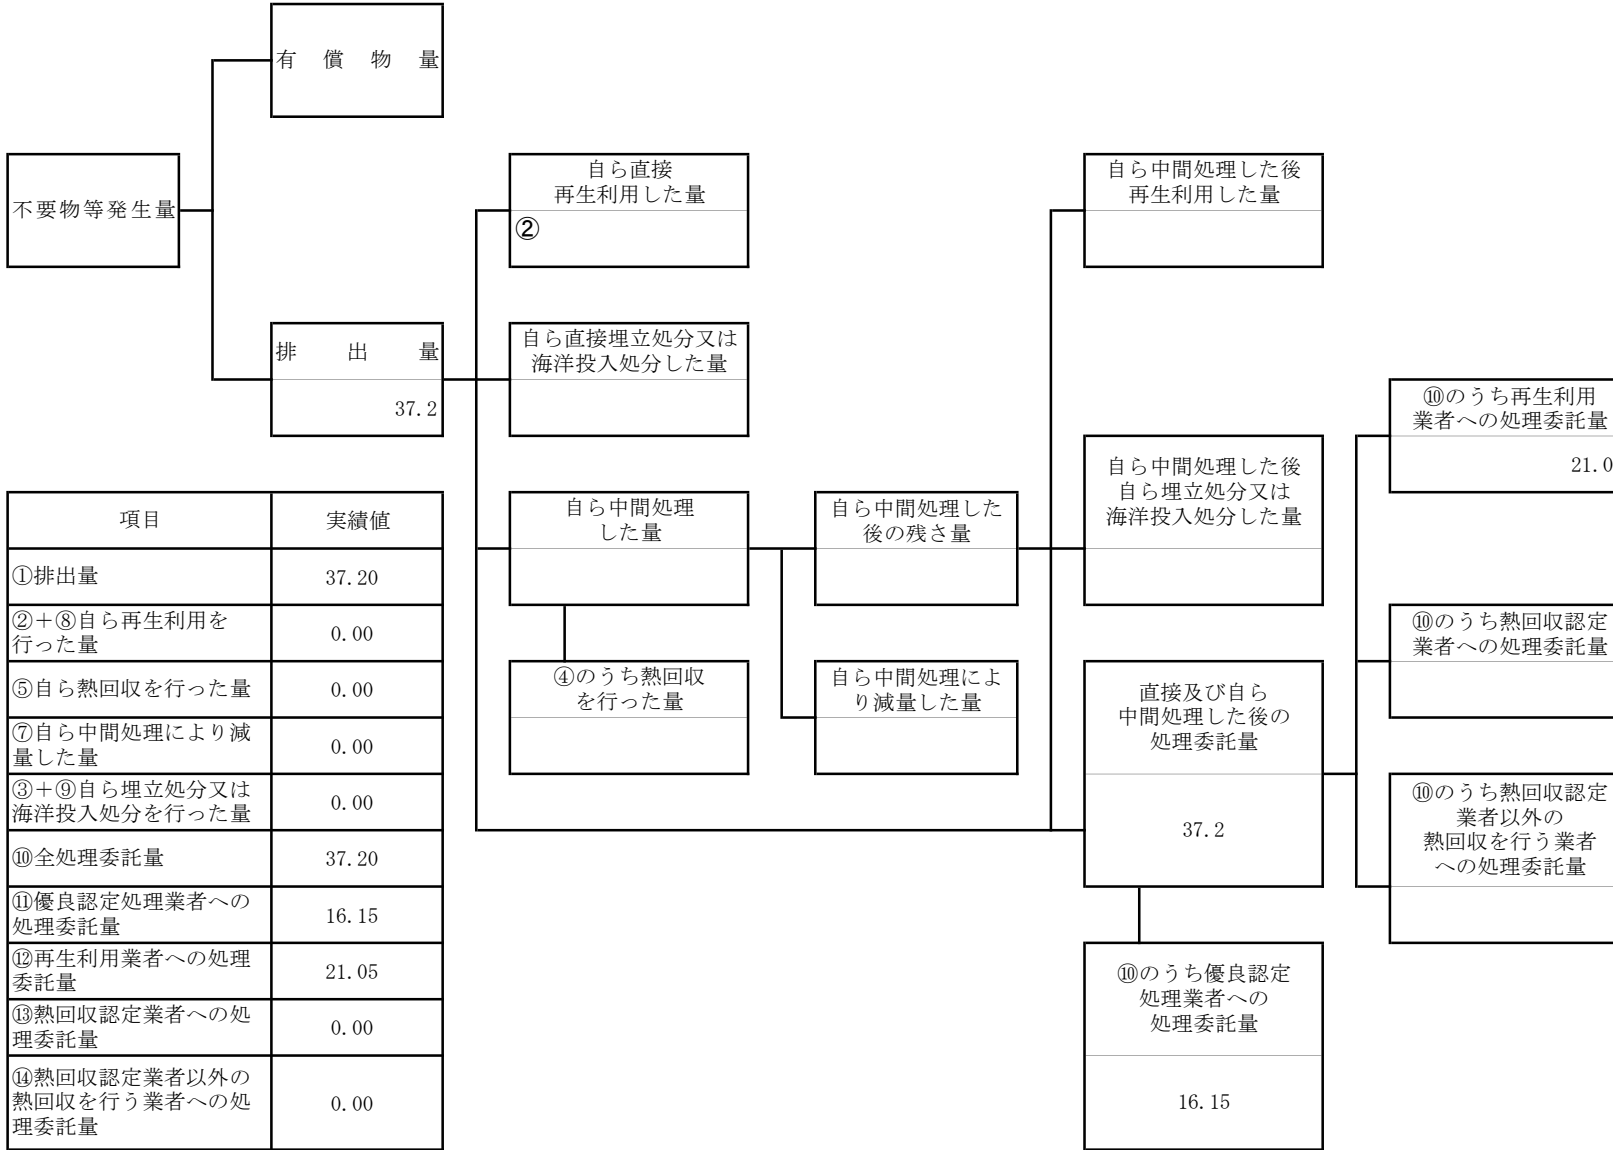 有償物量
不要物等発生量
自ら直接
再生利用した量
②
自ら中間処理した後
再生利用した量
排出量
37.2
自ら直接埋立処分又は
海洋投入処分した量
⑩のうち再生利用
業者への処理委託量
21.0
自ら中間処理した後
自ら埋立処分又は
海洋投入処分した量
自ら中間処理
した量
自ら中間処理した
後の残さ量
⑩のうち熱回収認定
業者への処理委託量
④のうち熱回収
を行った量
自ら中間処理によ
り減量した量
直接及び自ら
中間処理した後の
処理委託量
37.2
⑩のうち熱回収認定
業者以外の
熱回収を行う業者
への処理委託量
⑩のうち優良認定
処理業者への
処理委託量
16.15
項目 実績値
①排出量 37.20
②+⑧自ら再生利用を
行った量 0.00
⑤自ら熱回収を行った量 0.00
⑦自ら中間処理により減
量した量 0.00
③+⑨自ら埋立処分又は
海洋投入処分を行った量 0.00
⑩全処理委託量 37.20
⑪優良認定処理業者への
処理委託量 16.15
⑫再生利用業者への処理
委託量 21.05
⑬熱回収認定業者への処
理委託量 0.00
⑭熱回収認定業者以外の
熱回収を行う業者への処
理委託量 0.00